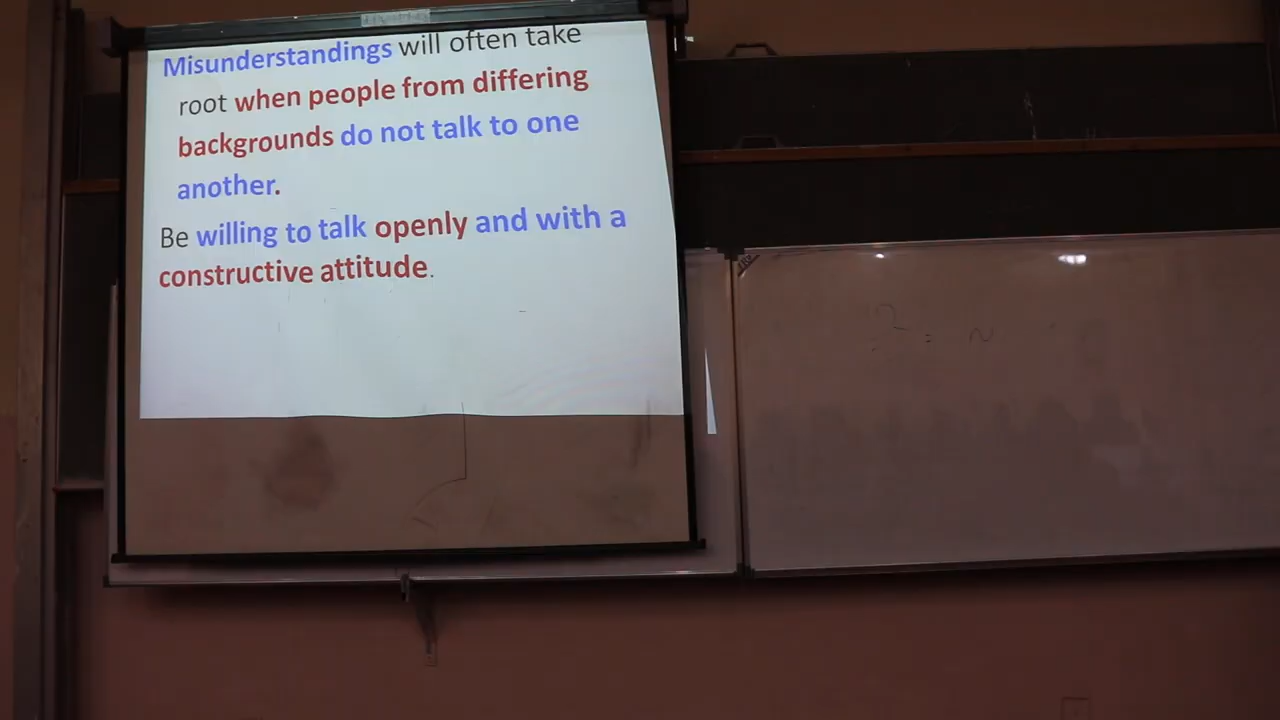 Misunderstandings will often take
root when people from differing
backgrounds do not talk to one
another.
Be willing to talk openly and with a
constructive attitude.